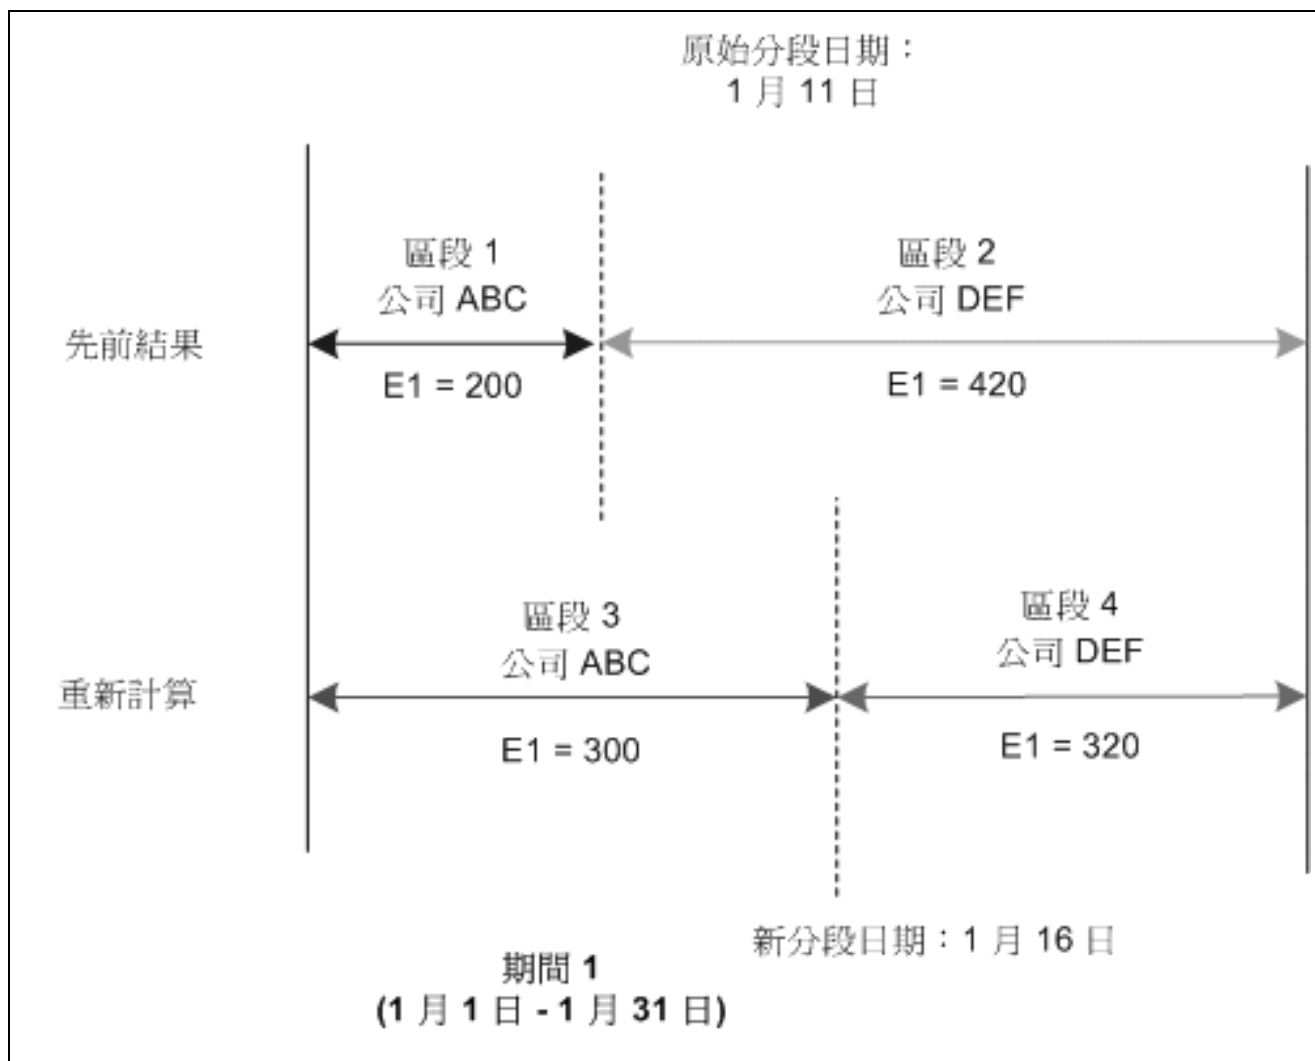 原始分段日期：
1 月 11 日
區段 1
公司 ABC
區段 2
公司 DEF
先前結果
E1 = 200
E1 = 420
區段 3
公司 ABC
區段 4
公司 DEF
重新計算
E1 = 300
E1 = 320
新分段日期：1 月 16 日
期間 1
(1 月 1 日 - 1 月 31 日)